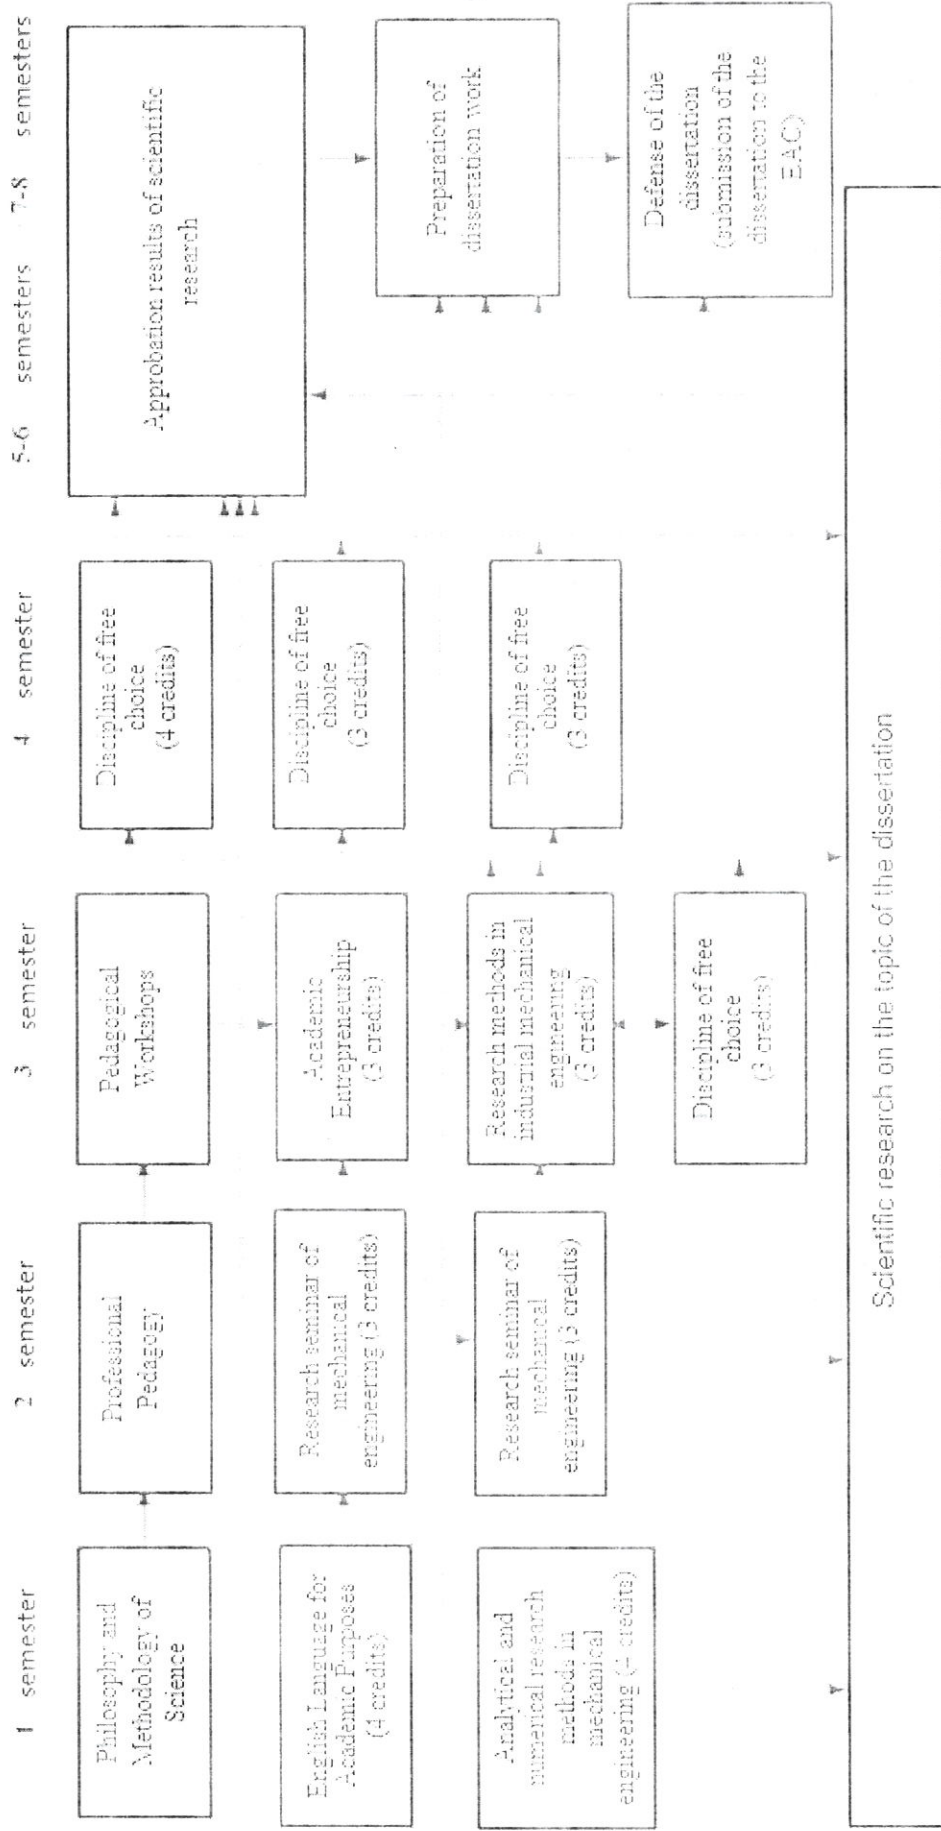 1 semester
2 semester
3 semester
4 semester
5-6 semesters
7-8 semesters
Philosophy and
Methodology of
Science
English Language for
Academic Purposes
(4 credits)
Analytical and
numerical research
methods in
mechanical
engineering (4 credits)
Professional
Pedagogy
Research seminar of
mechanical
engineering (3 credits)
Research seminar of
mechanical
engineering (3 credits)
Pedagogical
Workshops
Academic
Entrepreneurship
(3 credits)
Research methods in
industrial mechanical
engineering
(3 credits)
Discipline of free
choice
(3 credits)
Discipline of free
choice
(4 credits)
Discipline of free
choice
(3 credits)
Discipline of free
choice
(3 credits)
Approbation results of scientific
research
Preparation of
dissertation work
Defense of the
dissertation
(submission of the
dissertation to the
EAC)
Scientific research on the topic of the dissertation